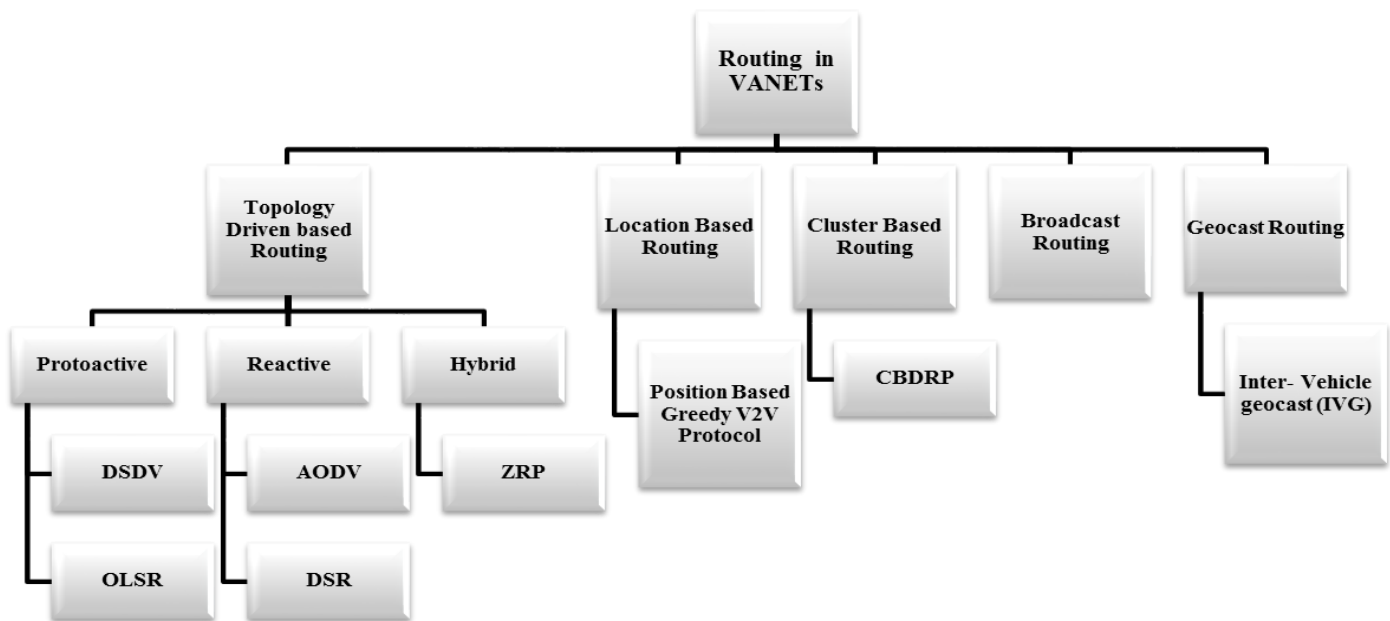 Routing in
VANETs
Topology
Driven based
Routing
Location Based
Routing
Cluster Based
Routing
Broadcast
Routing
Geocast Routing
Protoactive
Reactive
Hybrid
Position Based
Greedy V2V
Protocol
CBDRP
Inter- Vehicle
geocast (IVG)
DSDV
AODV
ZRP
OLSR
DSR